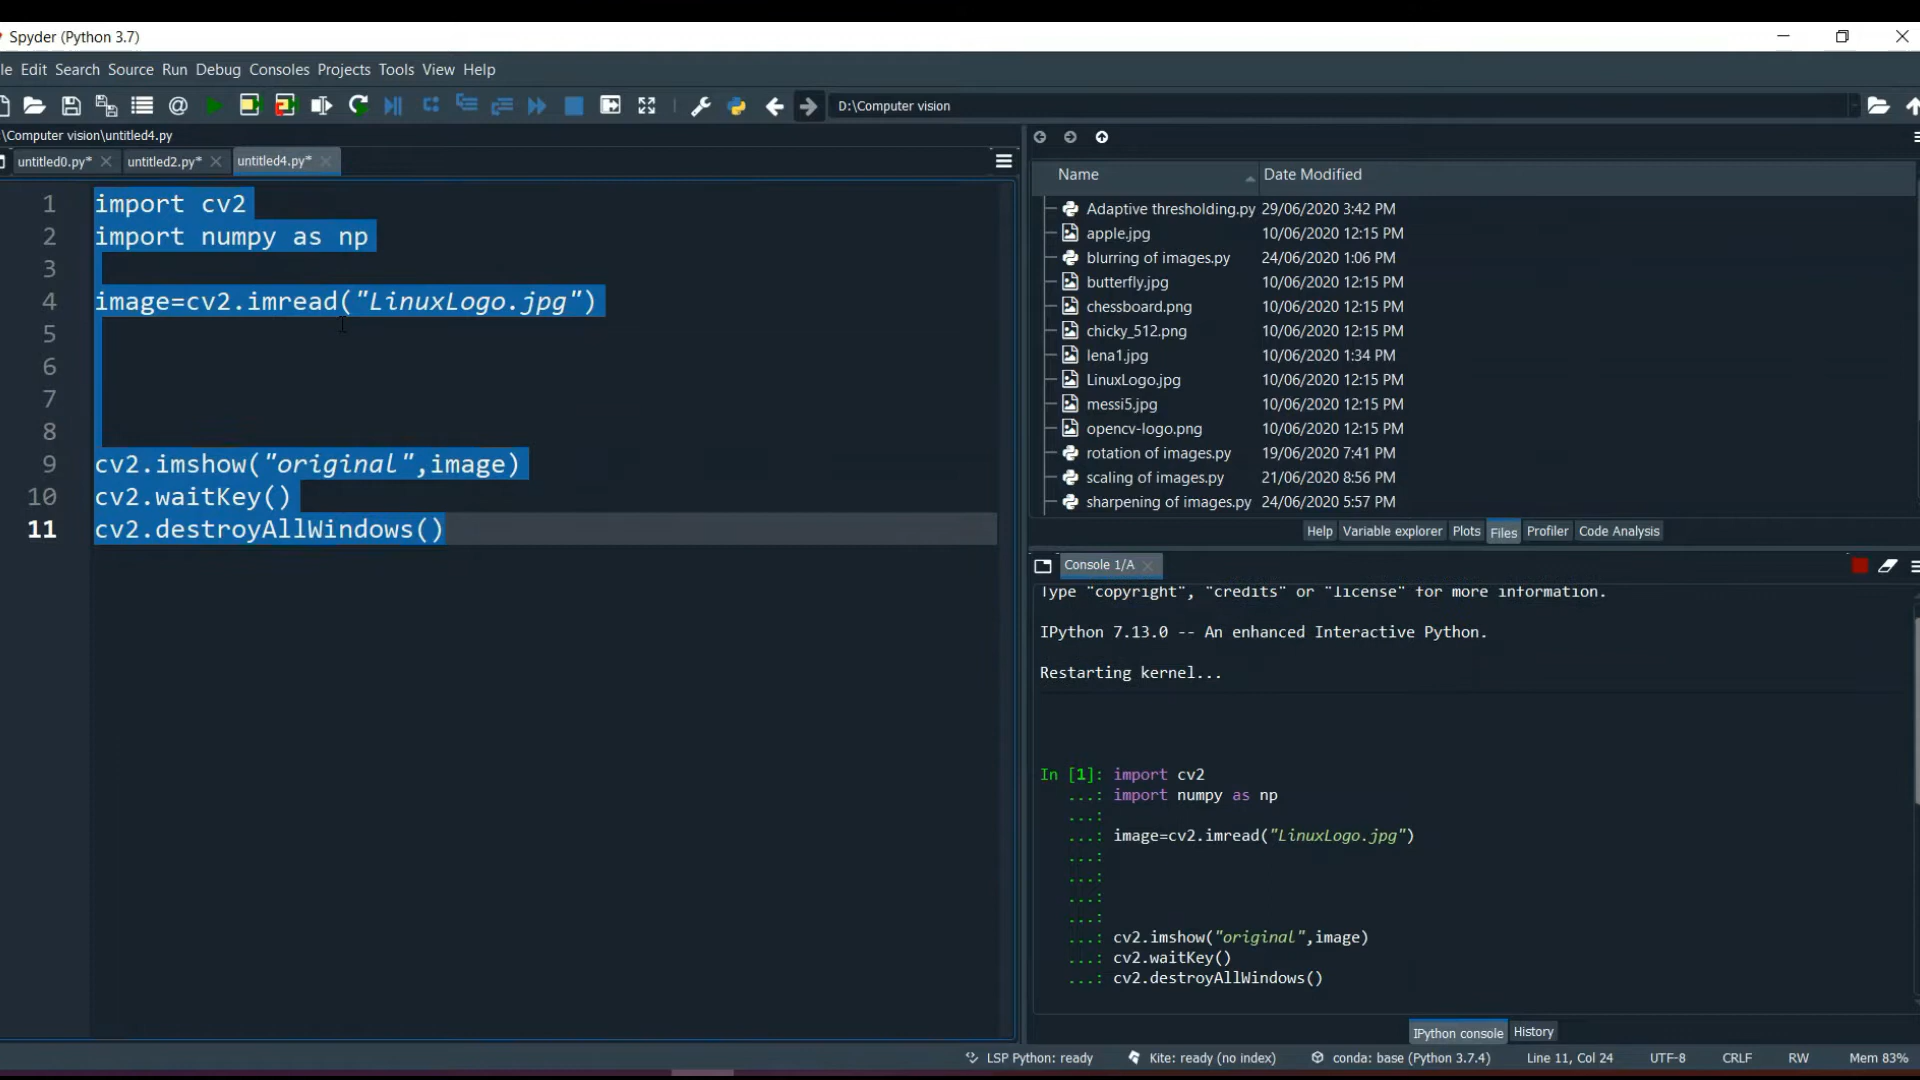 Spyder (Python 3.7)
le Edit Search Source Run Debug Consoles Projects Tools View Help
D:\Computer vision
:\Computer vision\untitled4.py
untitled0.py* untitled2.py* untitled4.py*
1 import cv2
2 import numpy as np
3
4 image=cv2.imread("LinuxLogo.jpg")
5
6
7
8
9 cv2.imshow("original",image)
10 cv2.waitKey()
11 cv2.destroyAllWindows()
Name Date Modified
Adaptive thresholding.py 29/06/2020 3:42 PM
apple.jpg 10/06/2020 12:15 PM
blurring of images.py 24/06/2020 1:06 PM
butterfly.jpg 10/06/2020 12:15 PM
chessboard.png 10/06/2020 12:15 PM
chicky_512.png 10/06/2020 12:15 PM
lena1.jpg 10/06/2020 1:34 PM
LinuxLogo.jpg 10/06/2020 12:15 PM
messi5.jpg 10/06/2020 12:15 PM
opencv-logo.png 10/06/2020 12:15 PM
rotation of images.py 19/06/2020 7:41 PM
scaling of images.py 21/06/2020 8:56 PM
sharpening of images.py 24/06/2020 5:57 PM
Help Variable explorer Plots Files Profiler Code Analysis
Console 1/A
Type "copyright", "credits" or "license" for more information.
IPython 7.13.0 -- An enhanced Interactive Python.
Restarting kernel...
In [1]: import cv2
...: import numpy as np
...:
...: image=cv2.imread("LinuxLogo.jpg")
...:
...:
...:
...:
...: cv2.imshow("original",image)
...: cv2.waitKey()
...: cv2.destroyAllWindows()
IPython console History
LSP Python: ready Kite: ready (no index) conda: base (Python 3.7.4) Line 11, Col 24 UTF-8 CRLF RW Mem 83%